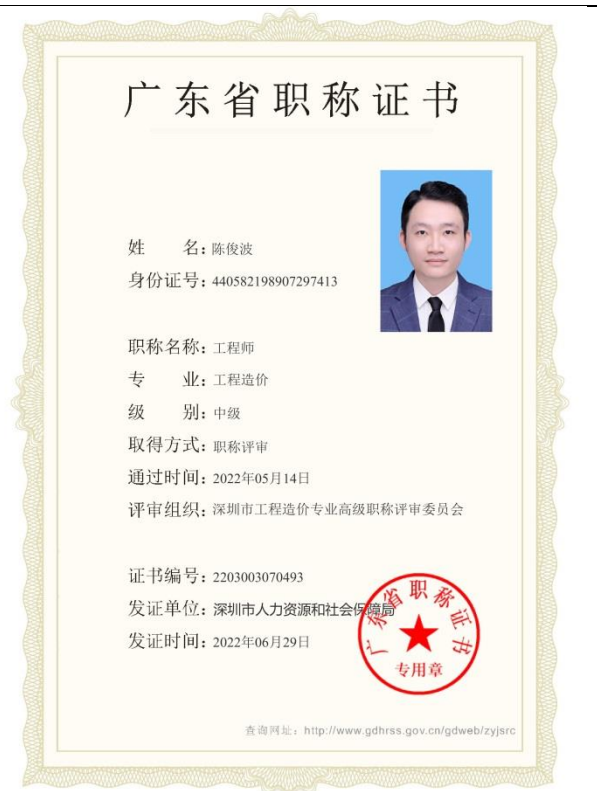 广东省职称证书
姓 名：陈俊波
身份证号：440582198907297413
职称名称：工程师
专 业：工程造价
级 别：中级
取得方式：职称评审
通过时间：2022年05月14日
评审组织：深圳市工程造价专业高级职称评审委员会
证书编号：2203003070493
发证单位：深圳市人力资源和社会保障局
发证时间：2022年06月29日
广东省职称证书
专用章
查询网址：http://www.gdhrss.gov.cn/gdweb/zyjsrc